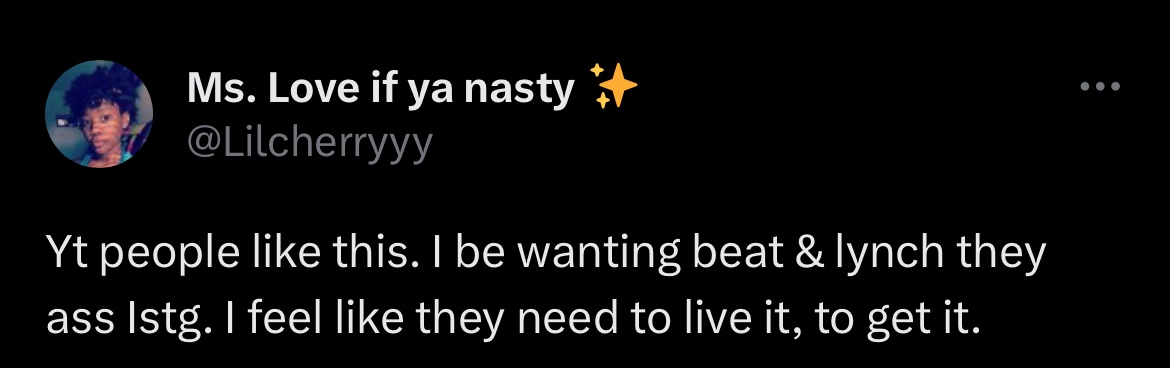 Ms. Love if ya nasty ✨
@Lilcherryyy
Yt people like this. I be wanting beat & lynch they
ass Istg. I feel like they need to live it, to get it.